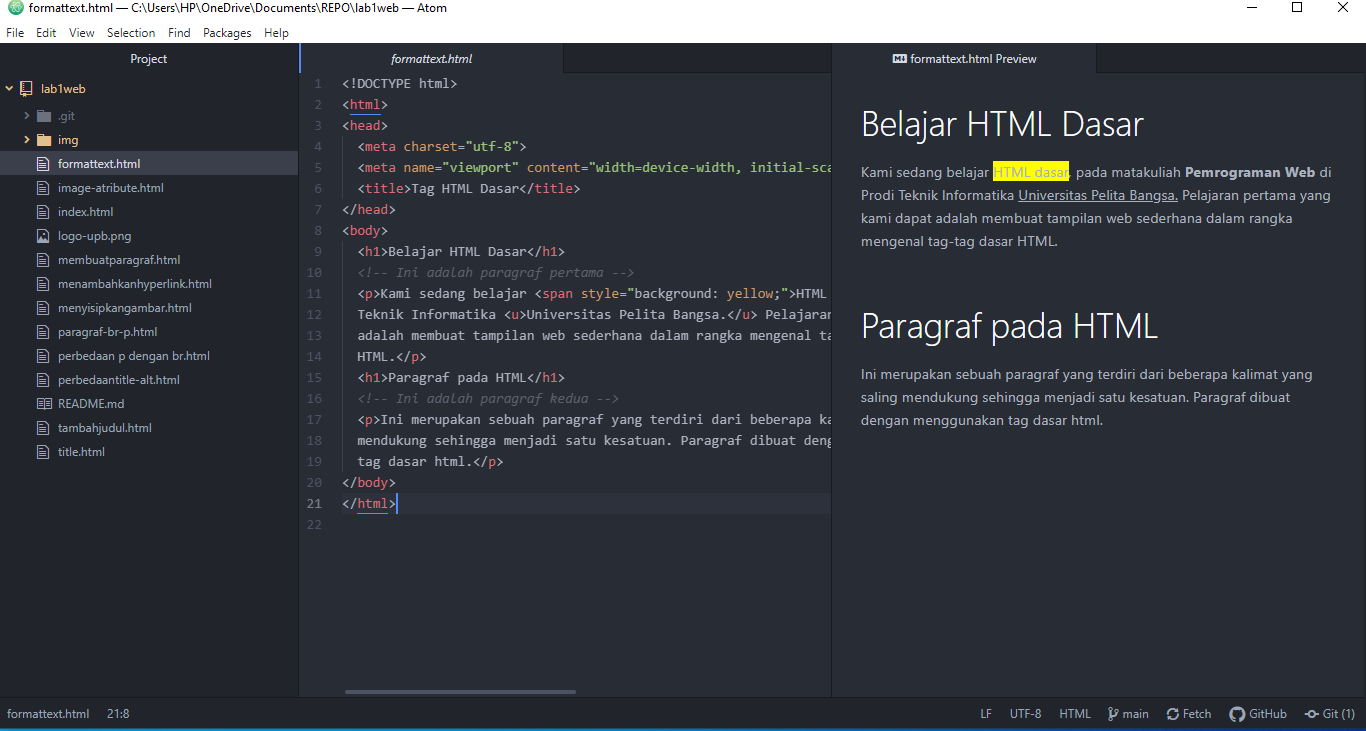 formattext.html — C:\Users\HP\OneDrive\Documents\REPO\lab1web — Atom
File Edit View Selection Find Packages Help
Project
lab1web
.git
img
formattext.html
image-atribute.html
index.html
logo-upb.png
membuatparagraf.html
menambahkanhyperlink.html
menyisipkangambar.html
paragraf-br-p.html
perbedaan p dengan br.html
perbedaantitle-alt.html
README.md
tambahjudul.html
title.html
formattext.html
1 <!DOCTYPE html>
2 <html>
3 <head>
4 <meta charset="utf-8">
5 <meta name="viewport" content="width=device-width, initial-sca
6 <title>Tag HTML Dasar</title>
7 </head>
8 <body>
9 <h1>Belajar HTML Dasar</h1>
10 <!-- Ini adalah paragraf pertama -->
11 <p>Kami sedang belajar <span style="background: yellow;">HTML
12 Teknik Informatika <u>Universitas Pelita Bangsa.</u> Pelajaran
13 adalah membuat tampilan web sederhana dalam rangka mengenal ta
14 HTML.</p>
15 <h1>Paragraf pada HTML</h1>
16 <!-- Ini adalah paragraf kedua -->
17 <p>Ini merupakan sebuah paragraf yang terdiri dari beberapa ka
18 mendukung sehingga menjadi satu kesatuan. Paragraf dibuat deng
19 tag dasar html.</p>
20 </body>
21 </html>
22
formattext.html Preview
Belajar HTML Dasar
Kami sedang belajar HTML dasar, pada matakuliah Pemrograman Web di
Prodi Teknik Informatika Universitas Pelita Bangsa. Pelajaran pertama yang
kami dapat adalah membuat tampilan web sederhana dalam rangka
mengenal tag-tag dasar HTML.
Paragraf pada HTML
Ini merupakan sebuah paragraf yang terdiri dari beberapa kalimat yang
saling mendukung sehingga menjadi satu kesatuan. Paragraf dibuat
dengan menggunakan tag dasar html.
formattext.html 21:8 LF UTF-8 HTML main Fetch GitHub Git (1)